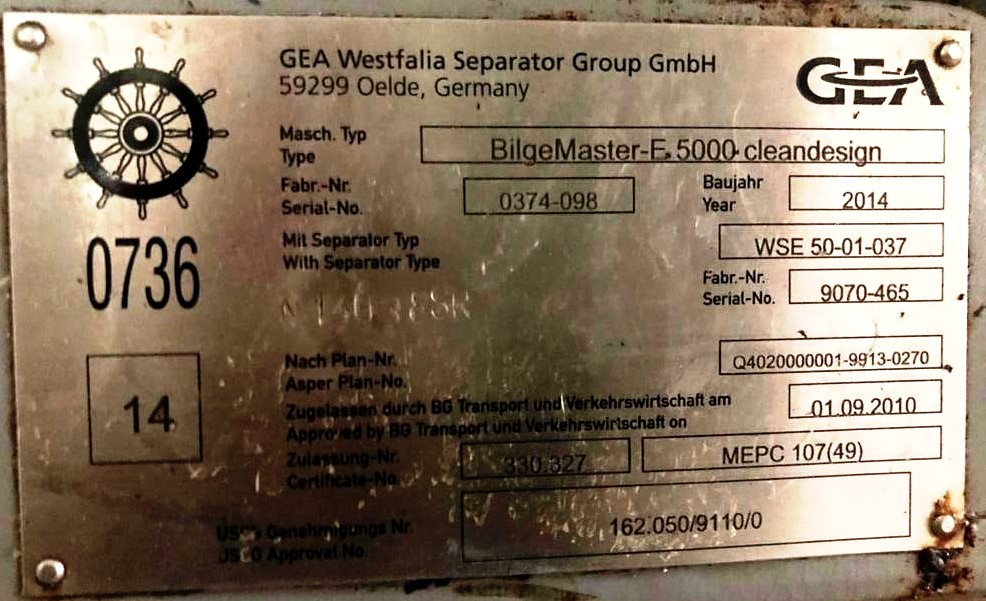 GEA Westfalia Separator Group GmbH
59299 Oelde, Germany
GEA
Masch. Typ
Type
BilgeMaster-E 5000 cleandesign
Fabr.-Nr.
Serial-No.
0374-098
Baujahr
Year
2014
0736
Mit Separator Typ
With Separator Type
WSE 50-01-037
Fabr.-Nr.
Serial-No.
9070-465
14
Nach Plan-Nr.
Asper Plan-No.
Q4020000001-9913-0270
Zugelassen durch BG Transport und Verkehrswirtschaft am
Approved by BG Transport und Verkehrswirtschaft on
01.09.2010
Zulassung-Nr.
Certificate-No.
330.327
MEPC 107(49)
USCG Genehmigungs Nr.
USCG Approval No.
162.050/9110/0